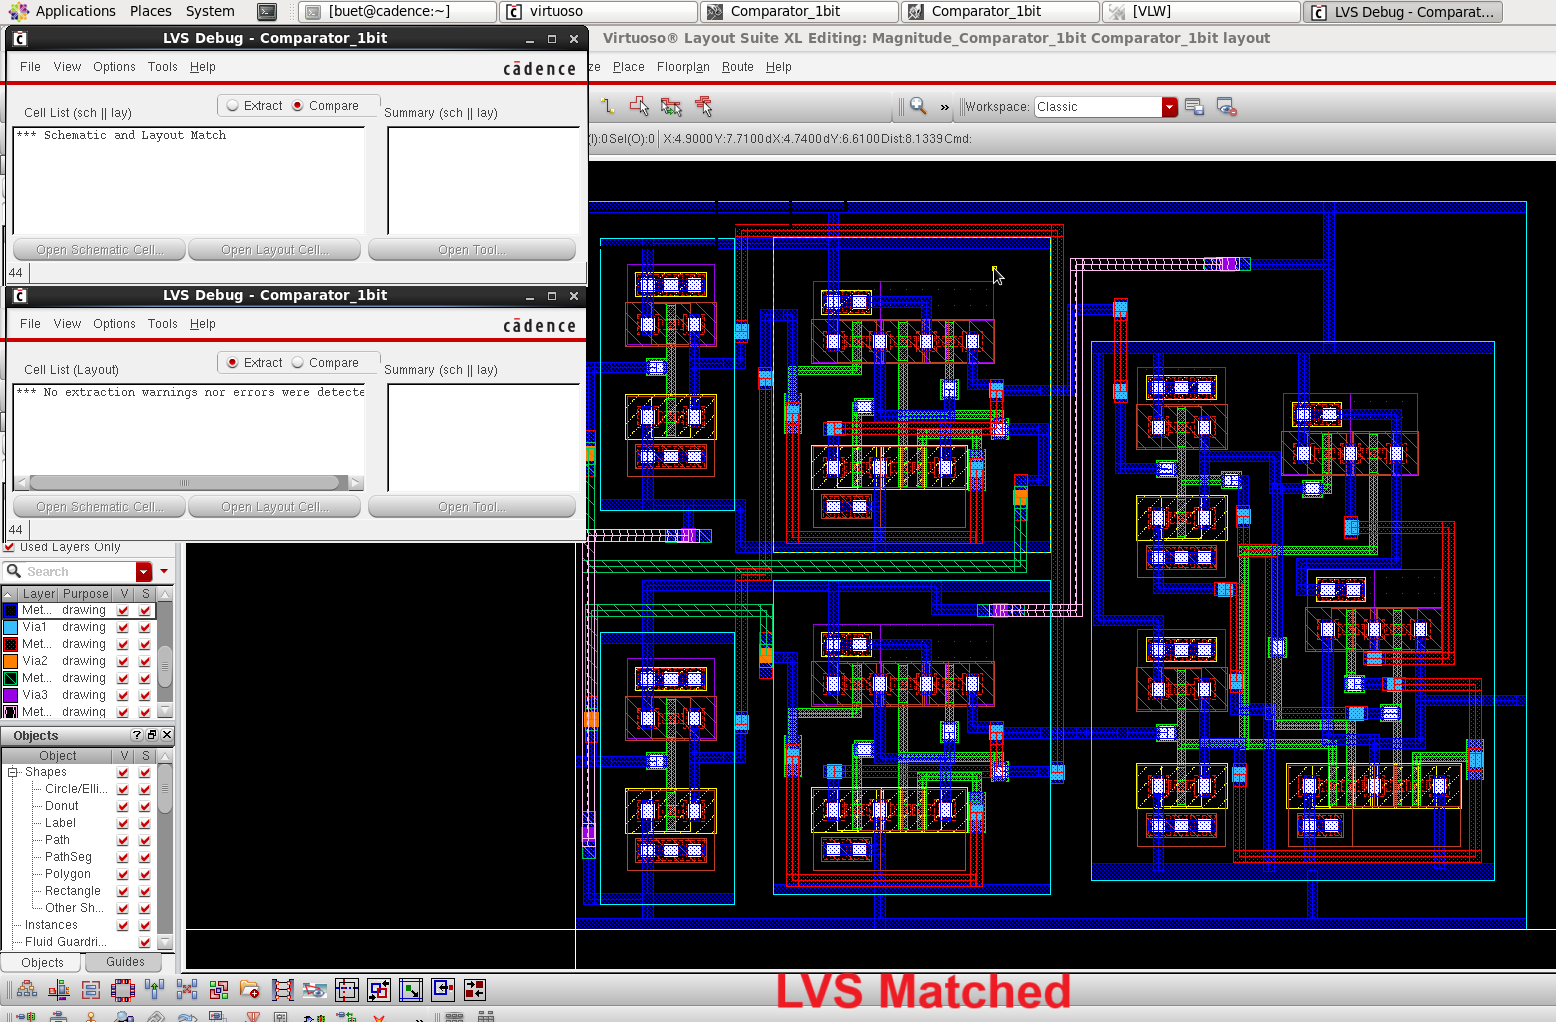 Applications Places System [buet@cadence:~] virtuoso Comparator_1bit Comparator_1bit [VLW] LVS Debug - Comparat...
LVS Debug - Comparator_1bit
Virtuoso® Layout Suite XL Editing: Magnitude_Comparator_1bit Comparator_1bit layout
File View Options Tools Help cādence
ze Place Floorplan Route Help
Extract Compare
Cell List (sch || lay) Summary (sch || lay)
» Workspace: Classic
*** Schematic and Layout Match
(I):0 Sel(O):0 X:4.9000 Y:7.7100 dX:4.7400 dY:6.6100 Dist:8.1339 Cmd:
Open Schematic Cell... Open Layout Cell... Open Tool...
44
LVS Debug - Comparator_1bit
File View Options Tools Help cādence
Extract Compare
Cell List (Layout) Summary (sch || lay)
*** No extraction warnings nor errors were detecte
Open Schematic Cell... Open Layout Cell... Open Tool...
44
Used Layers Only
Search
Layer Purpose V S
Met... drawing
Via1 drawing
Met... drawing
Via2 drawing
Met... drawing
Via3 drawing
Met... drawing
Objects
Object V S
Shapes
Circle/Elli...
Donut
Label
Path
PathSeg
Polygon
Rectangle
Other Sh...
Instances
Fluid Guardri...
Objects Guides
LVS Matched
»